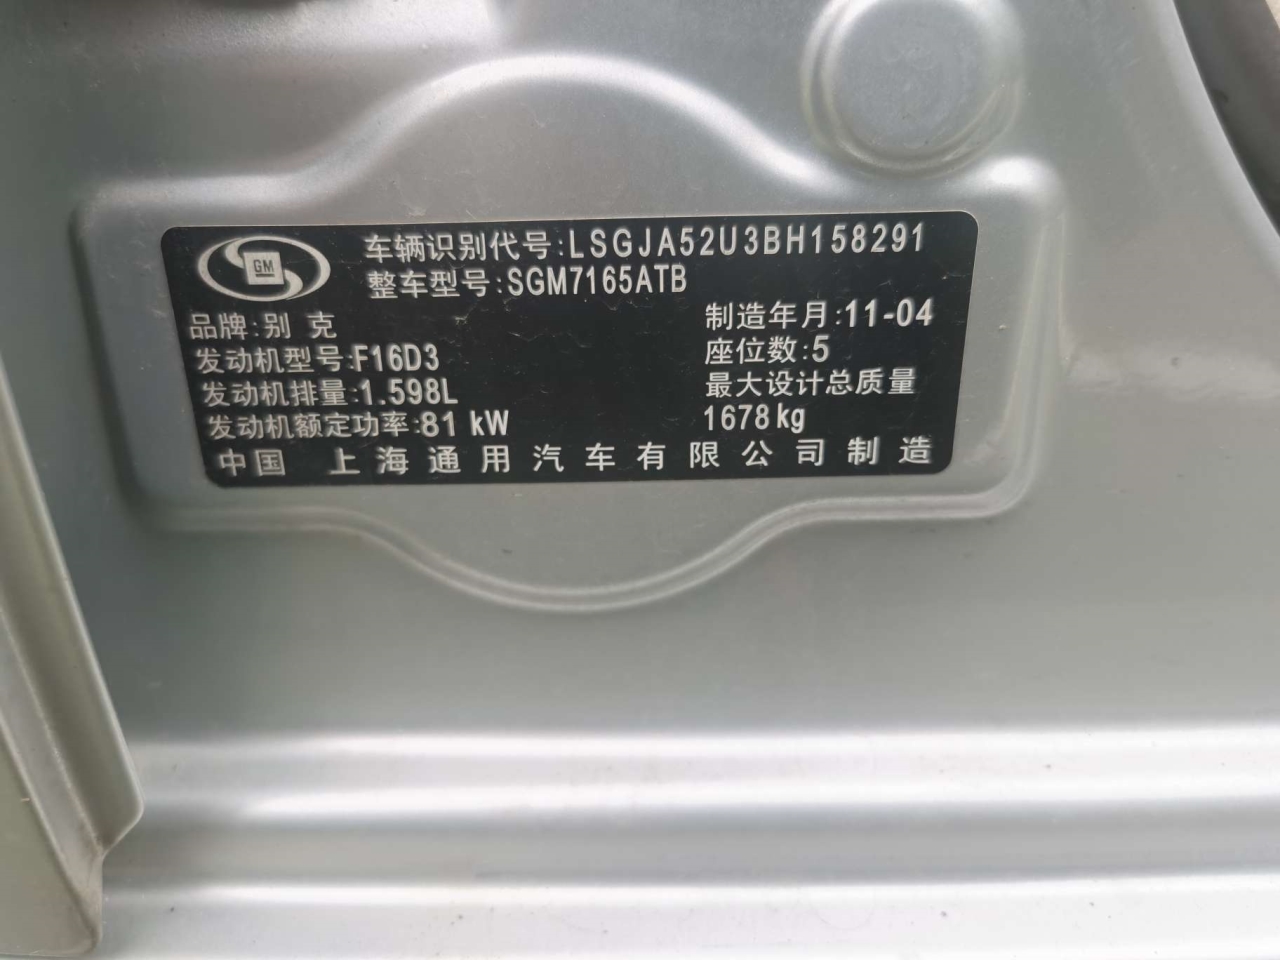 GM
车辆识别代号:LSGJA52U3BH158291
整车型号:SGM7165ATB
品牌:别克
制造年月:11-04
发动机型号:F16D3
座位数:5
发动机排量:1.598L
最大设计总质量
发动机额定功率:81 kW
1678kg
中国 上海通用汽车有限公司制造